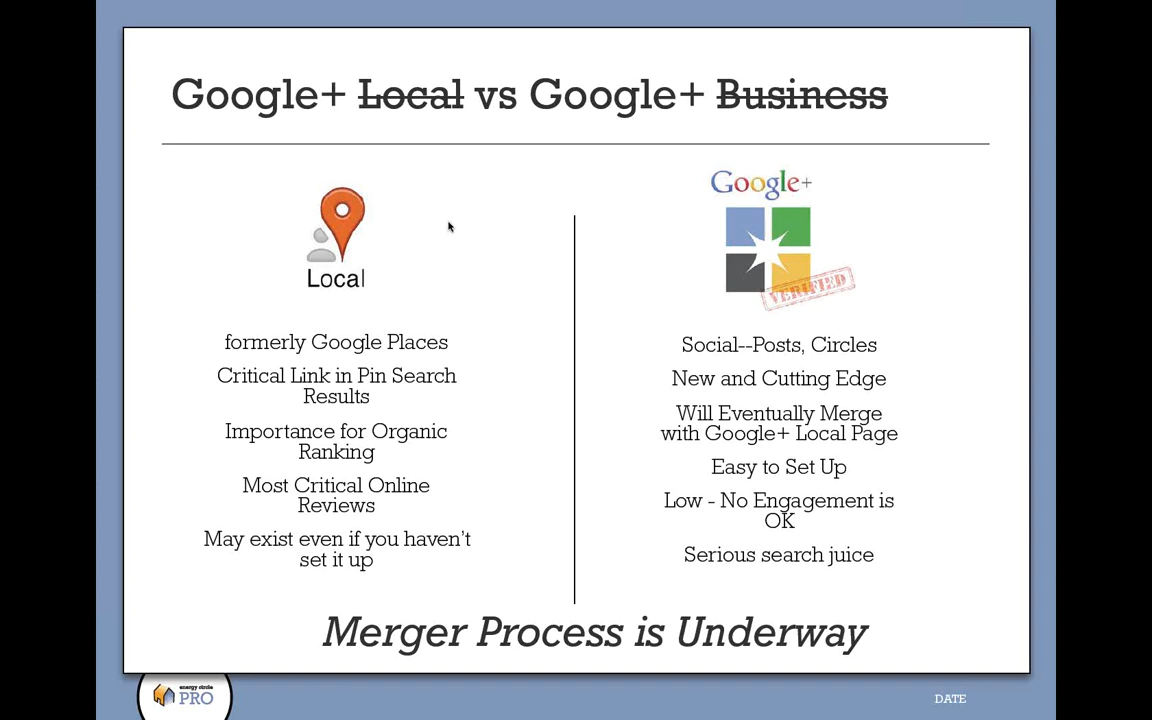 Google+ Local vs Google+ Business
Local
formerly Google Places
Critical Link in Pin Search
Results
Importance for Organic
Ranking
Most Critical Online
Reviews
May exist even if you haven't
set it up
Google+
VERIFIED
Social--Posts, Circles
New and Cutting Edge
Will Eventually Merge
with Google+ Local Page
Easy to Set Up
Low - No Engagement is
OK
Serious search juice
Merger Process is Underway
energy circle
PRO
DATE